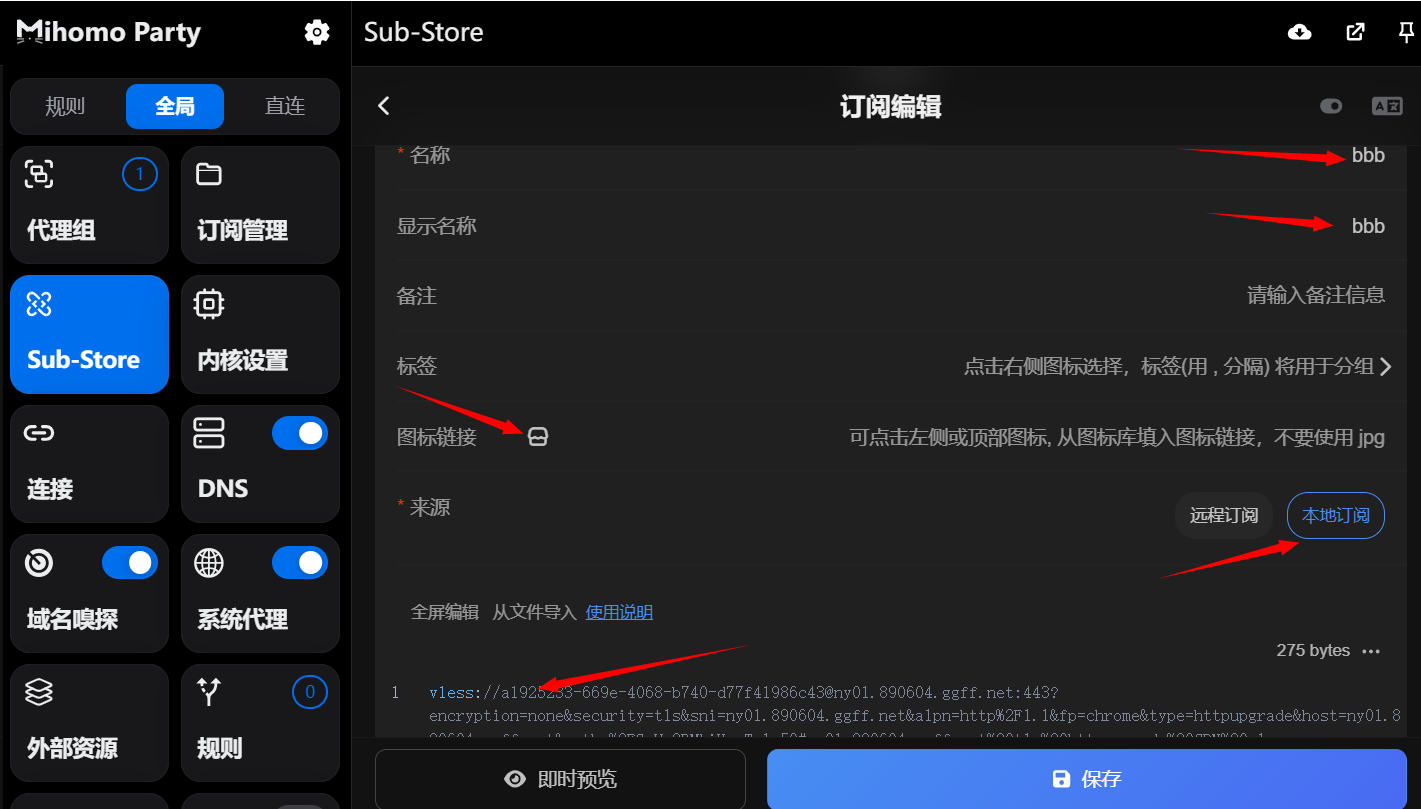 Mihomo Party
Sub-Store
规则 全局 直连
订阅编辑
1
代理组
订阅管理
Sub-Store
内核设置
连接
DNS
域名嗅探
系统代理
外部资源
0
规则
* 名称 bbb
显示名称 bbb
备注 请输入备注信息
标签 点击右侧图标选择，标签(用 , 分隔) 将用于分组
图标链接 可点击左侧或顶部图标, 从图标库填入图标链接，不要使用 jpg
* 来源 远程订阅 本地订阅
全屏编辑 从文件导入 使用说明
275 bytes
1 vless://a1925233-669e-4068-b740-d77f41986c43@ny01.890604.ggff.net:443?
encryption=none&security=tls&sni=ny01.890604.ggff.net&alpn=http%2F1.1&fp=chrome&type=httpupgrade&host=ny01.8
即时预览 保存